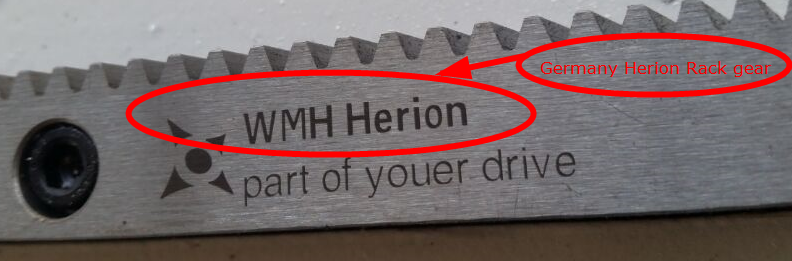 Germany Herion Rack gear
WMH Herion
part of youer drive